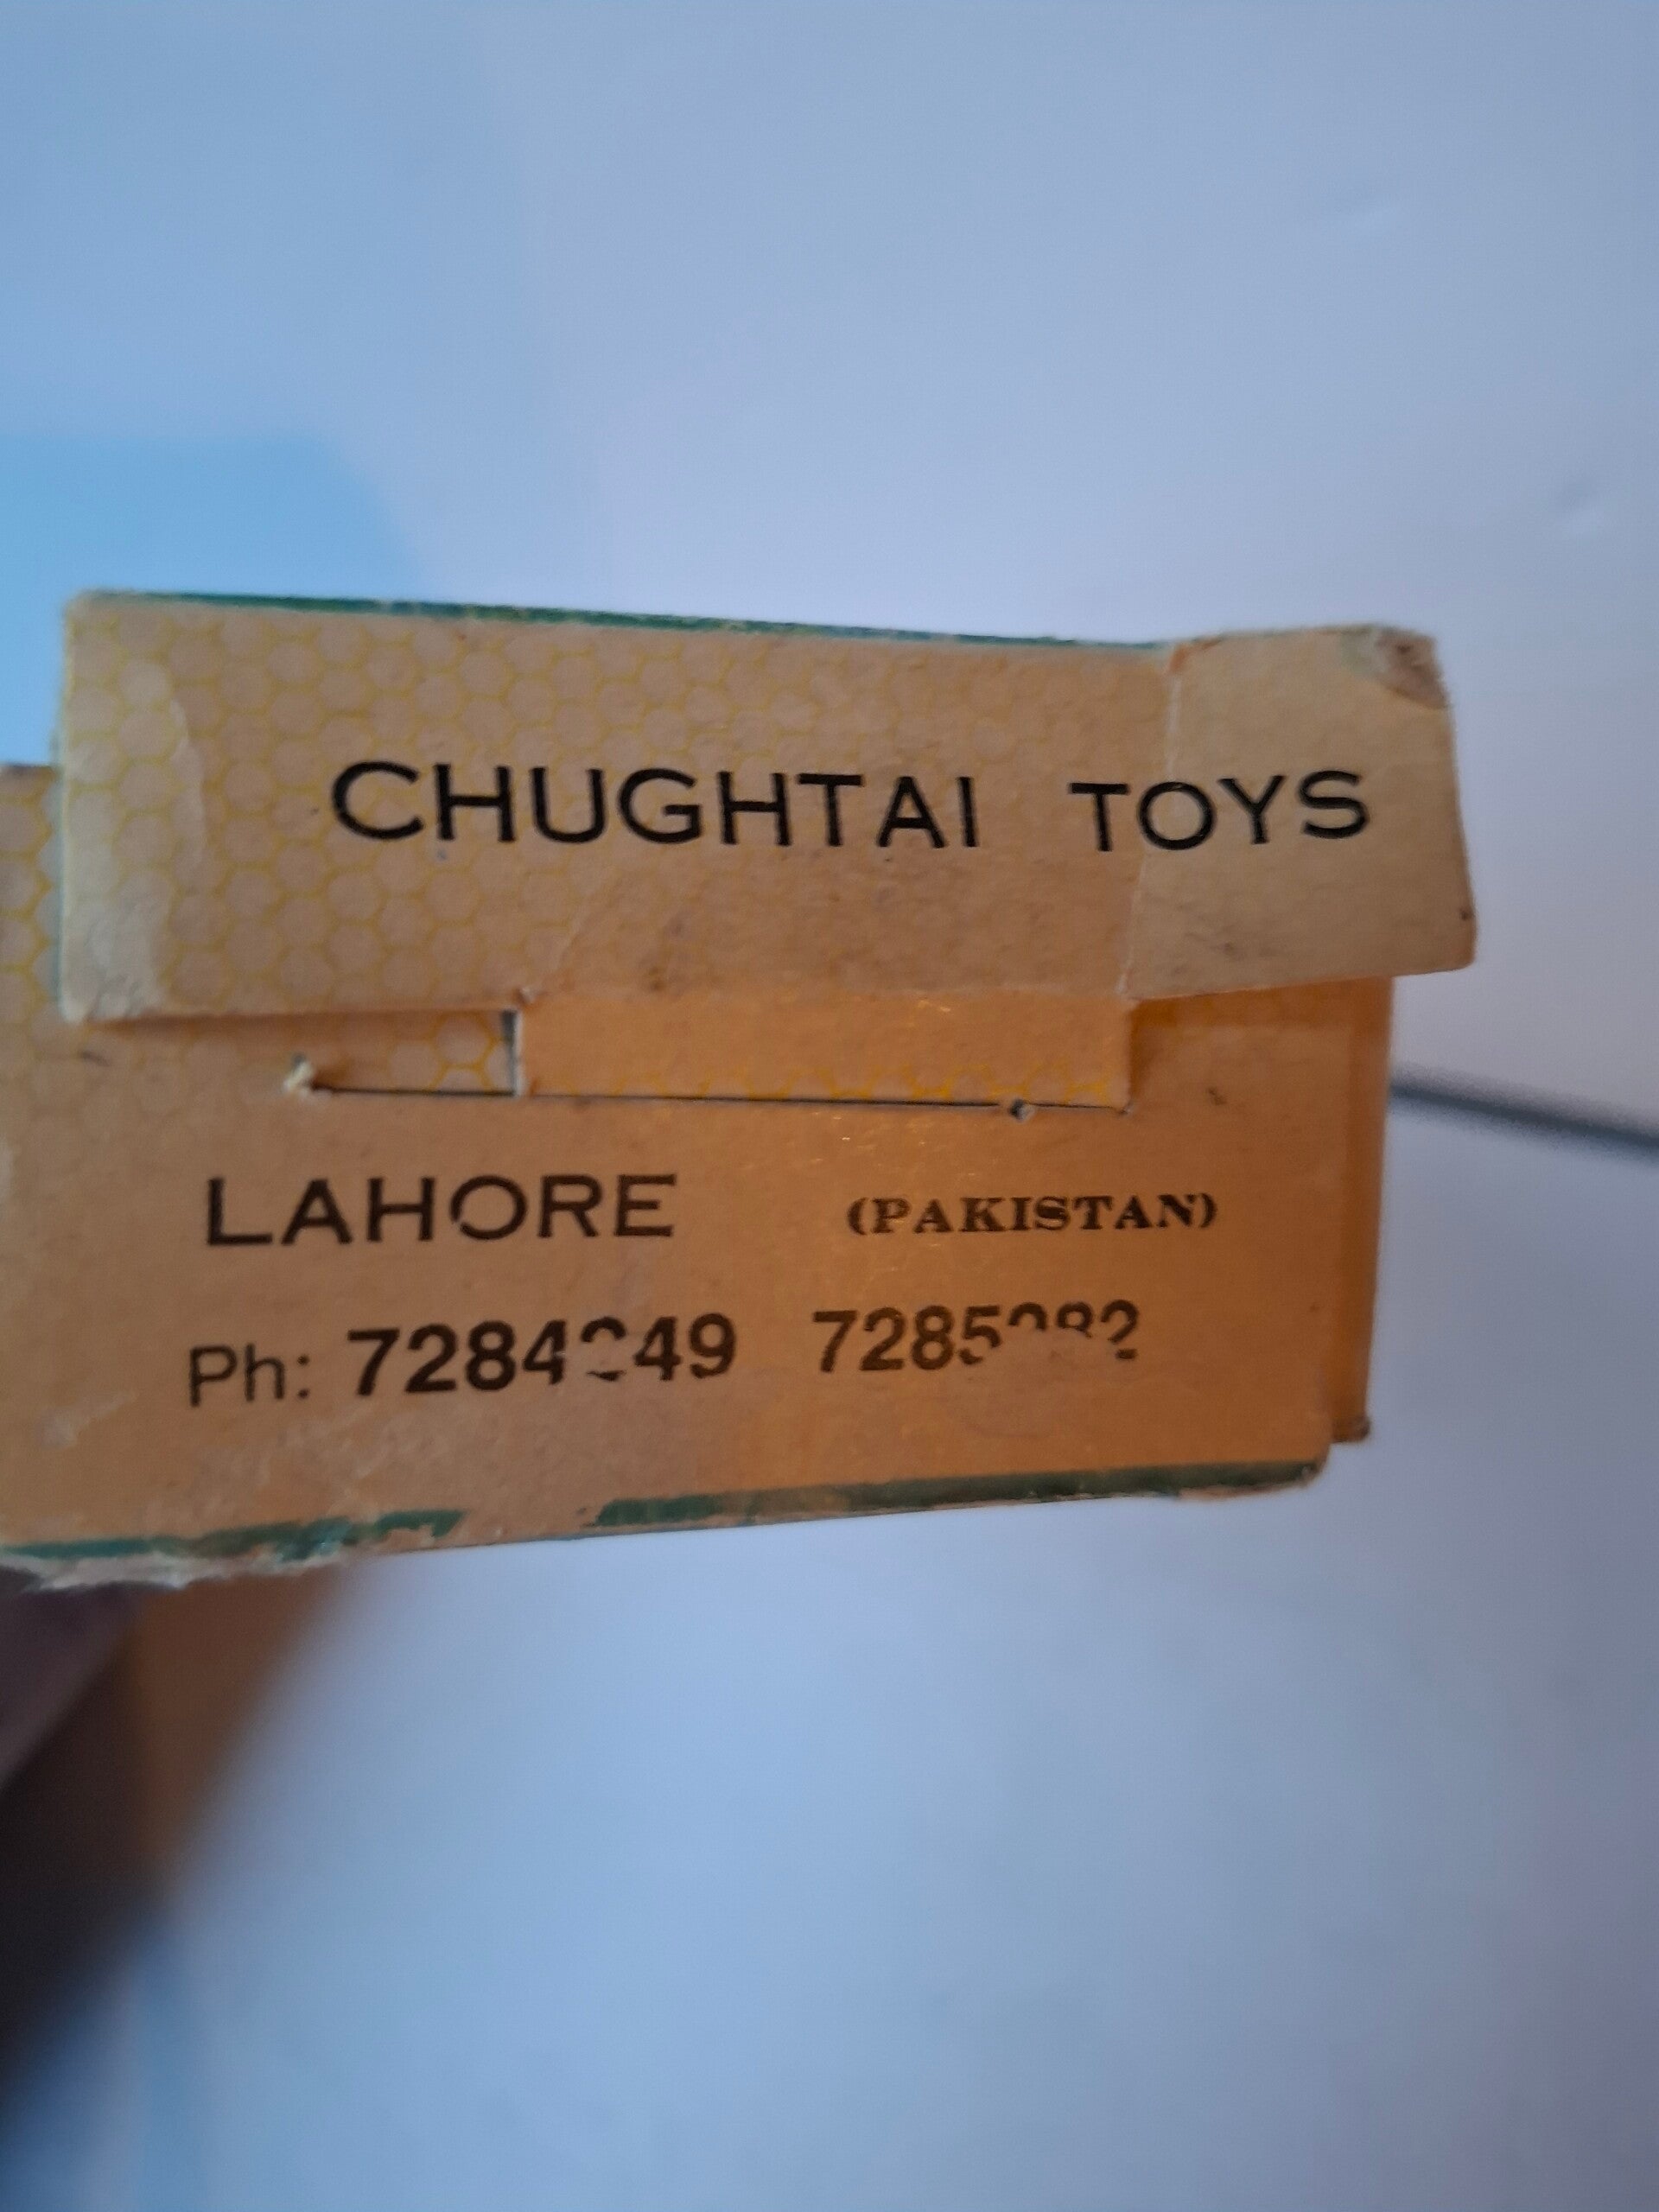 CHUGHTAI TOYS
LAHORE (PAKISTAN)
Ph: